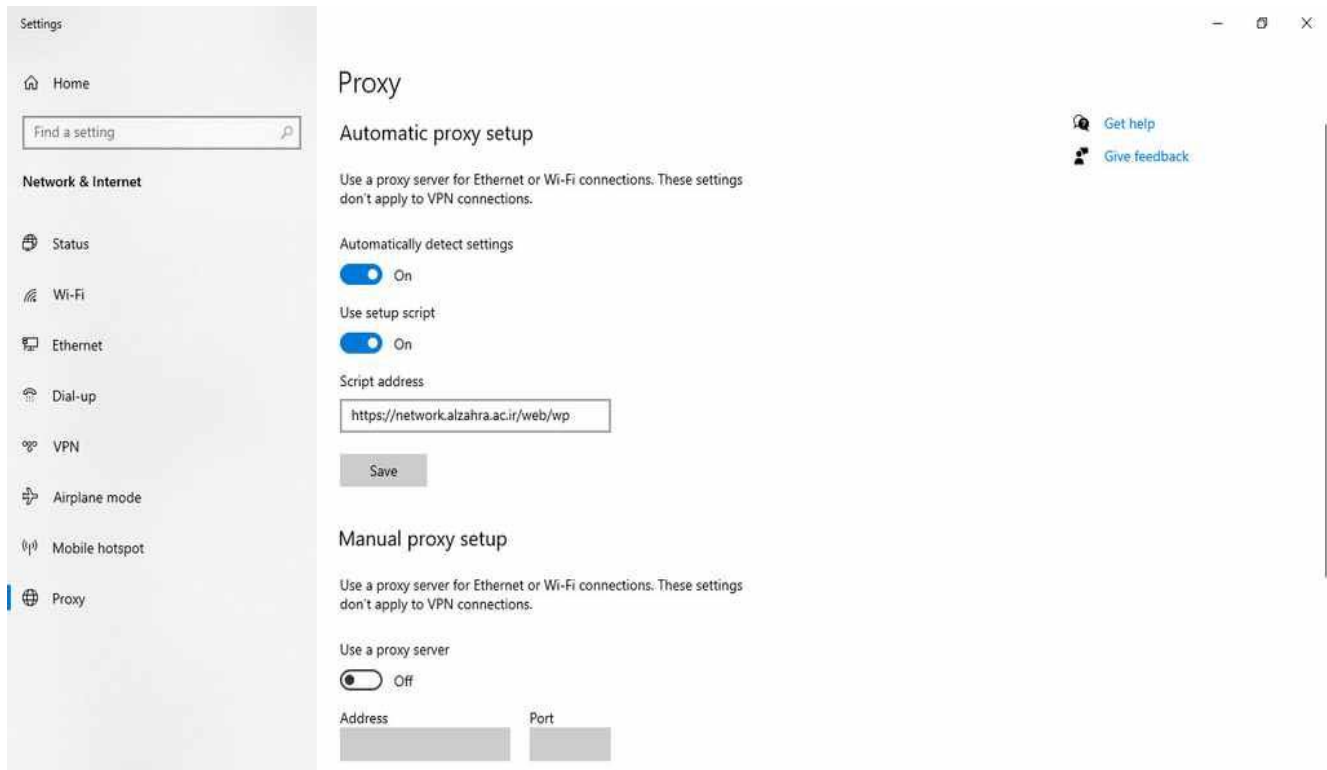 Settings
Home
Find a setting
Network & Internet
Status
Wi-Fi
Ethernet
Dial-up
VPN
Airplane mode
Mobile hotspot
Proxy
Proxy
Automatic proxy setup
Use a proxy server for Ethernet or Wi-Fi connections. These settings
don't apply to VPN connections.
Automatically detect settings
On
Use setup script
On
Script address
https://network.alzahra.ac.ir/web/wp
Save
Manual proxy setup
Use a proxy server for Ethernet or Wi-Fi connections. These settings
don't apply to VPN connections.
Use a proxy server
Off
Address Port
Get help
Give feedback